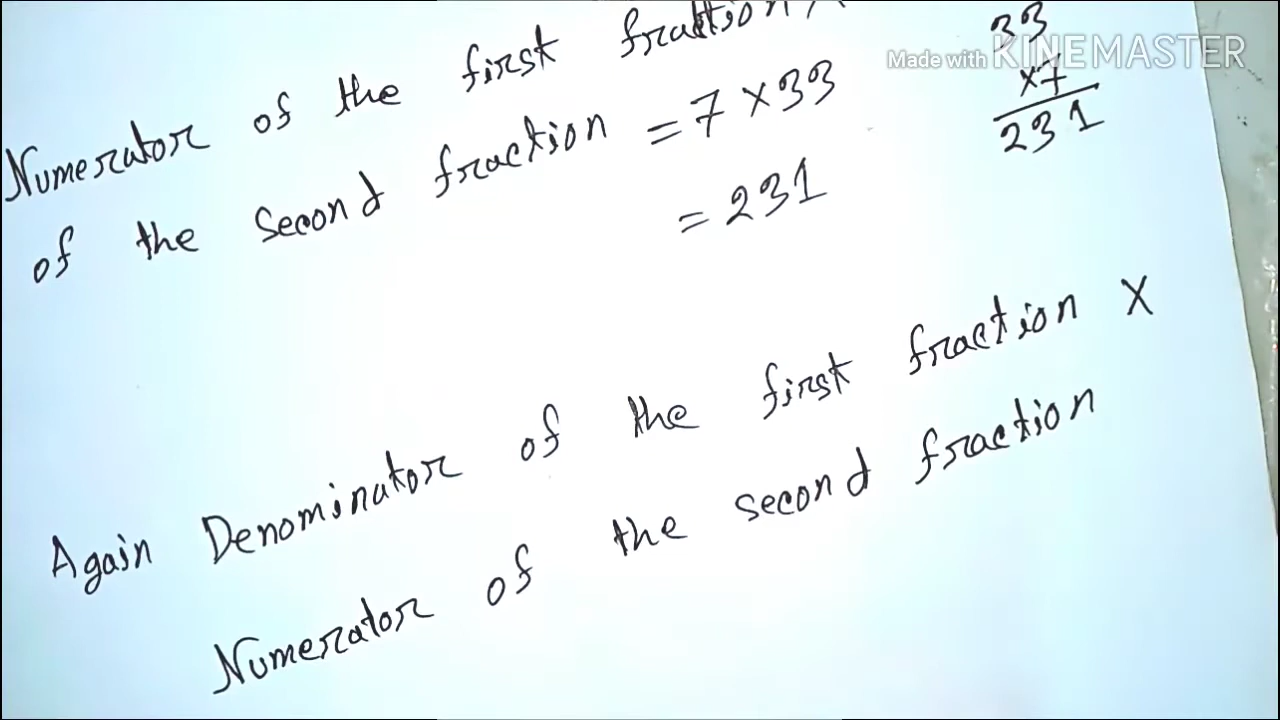 Numerator of the first fraction X
of the second fraction = 7 × 33
= 231
33
×7
231
Again Denominator of the first fraction X
Numerator of the second fraction
Made with KINEMASTER